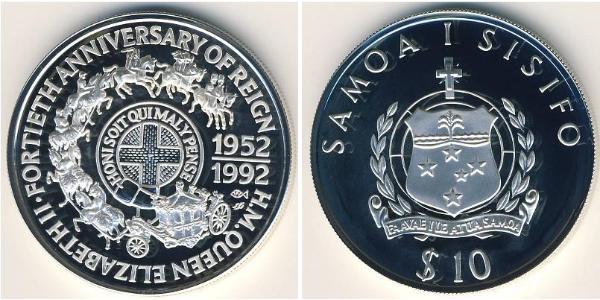 H.M. QUEEN ELIZABETH II · FORTIETH ANNIVERSARY OF REIGN
HONI SOIT QUI MAL Y PENSE
1952
1992
SAMOA I SISIFO
FAAVAE I LE ATUA SAMOA
$10